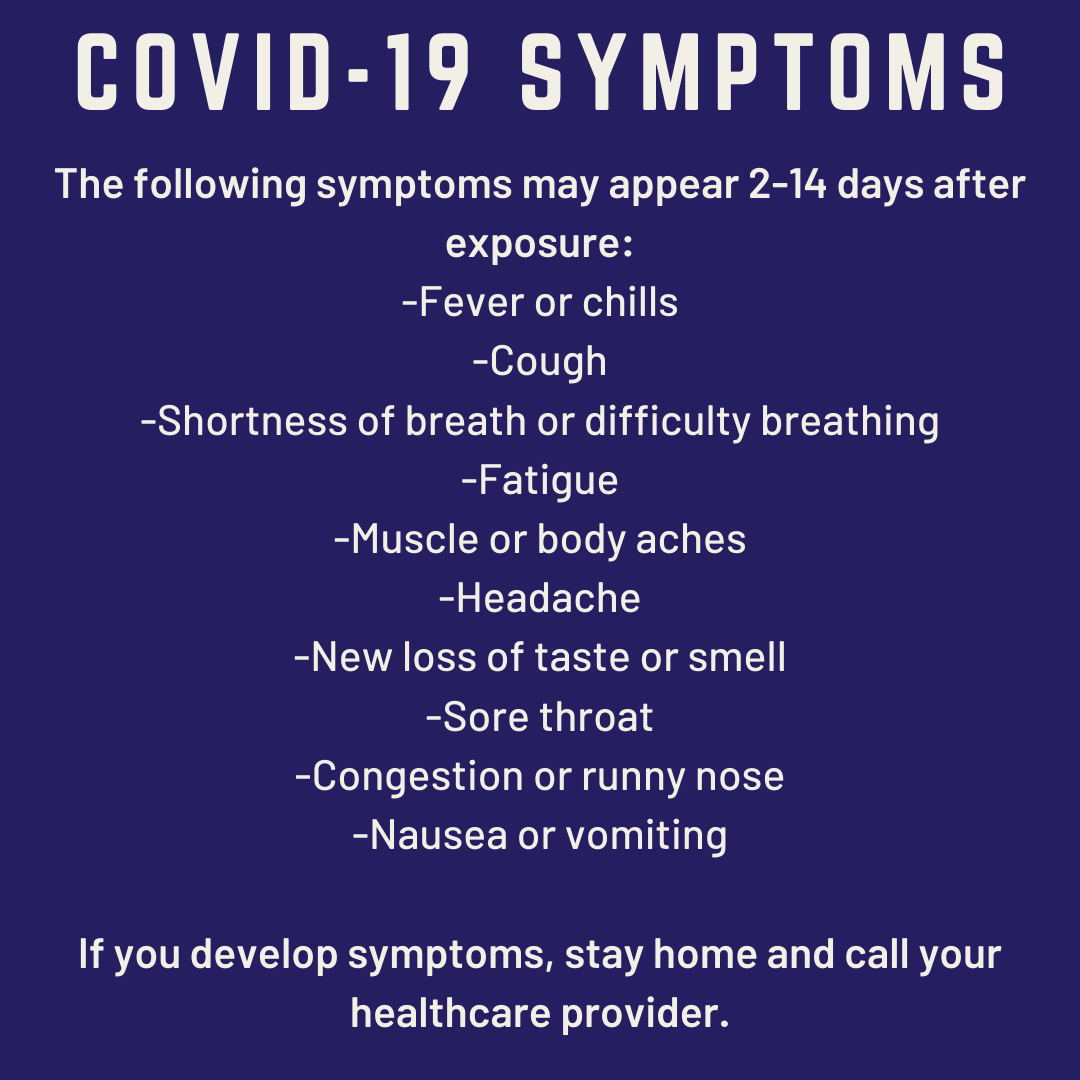 COVID-19 SYMPTOMS
The following symptoms may appear 2-14 days after
exposure:
-Fever or chills
-Cough
-Shortness of breath or difficulty breathing
-Fatigue
-Muscle or body aches
-Headache
-New loss of taste or smell
-Sore throat
-Congestion or runny nose
-Nausea or vomiting
If you develop symptoms, stay home and call your
healthcare provider.